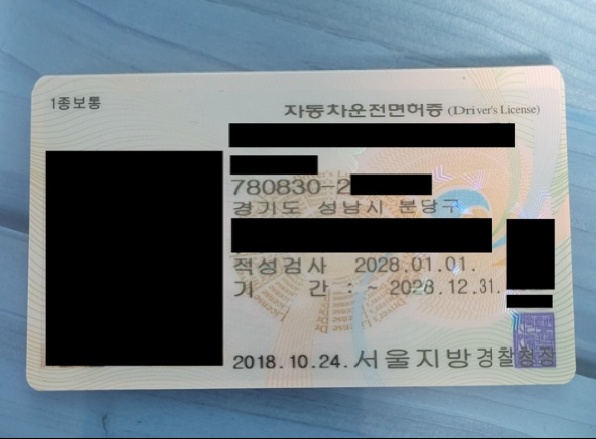 1종보통
자동차운전면허증 (Driver's License)
780830-2
경기도 성남시 분당구
적성검사 2028.01.01.
기 간 : ~ 2028.12.31.
2018.10.24. 서울지방경찰청장